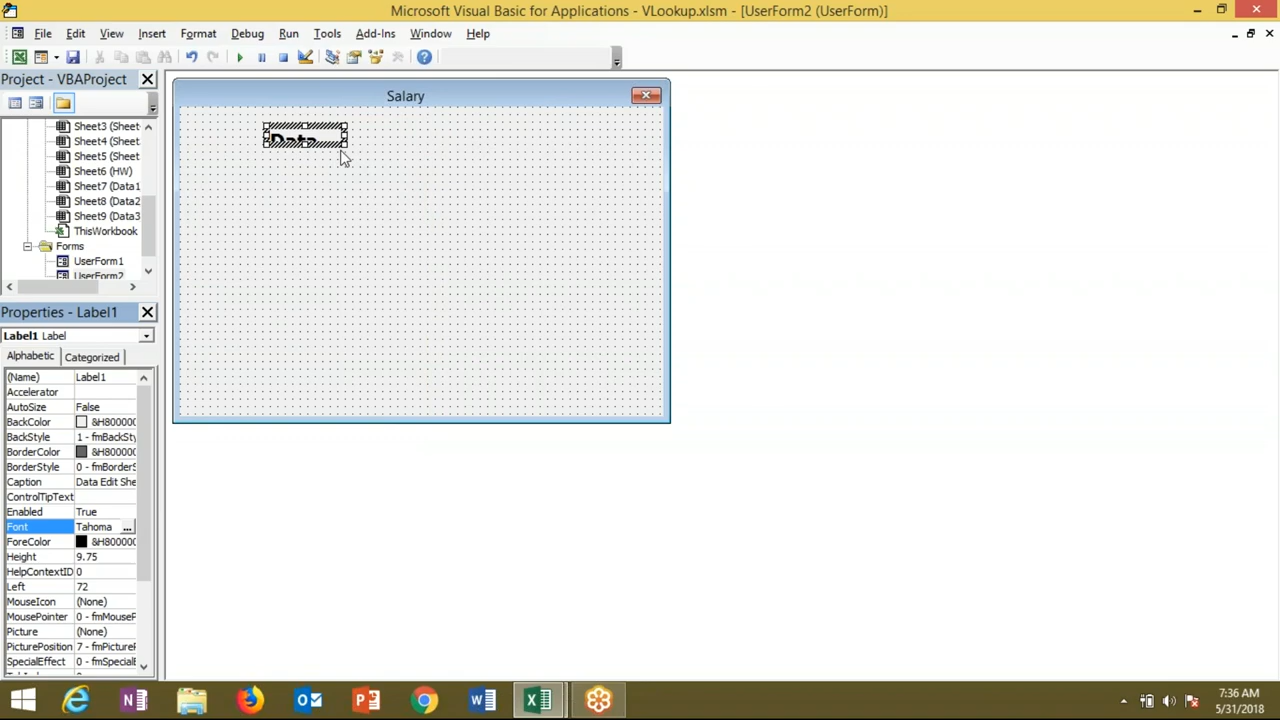 Microsoft Visual Basic for Applications - VLookup.xlsm - [UserForm2 (UserForm)]
File Edit View Insert Format Debug Run Tools Add-Ins Window Help
Project - VBAProject
Sheet3 (Sheet
Sheet4 (Sheet
Sheet5 (Sheet
Sheet6 (HW)
Sheet7 (Data1
Sheet8 (Data2
Sheet9 (Data3
ThisWorkbook
Forms
UserForm1
UserForm2
Properties - Label1
Label1 Label
Alphabetic Categorized
(Name) Label1
Accelerator
AutoSize False
BackColor &H800000
BackStyle 1 - fmBackSty
BorderColor &H800000
BorderStyle 0 - fmBorderS
Caption Data Edit She
ControlTipText
Enabled True
Font Tahoma ...
ForeColor &H800000
Height 9.75
HelpContextID 0
Left 72
MouseIcon (None)
MousePointer 0 - fmMouseP
Picture (None)
PicturePosition 7 - fmPictureF
SpecialEffect 0 - fmSpecialE
Salary
Data
7:36 AM
5/31/2018